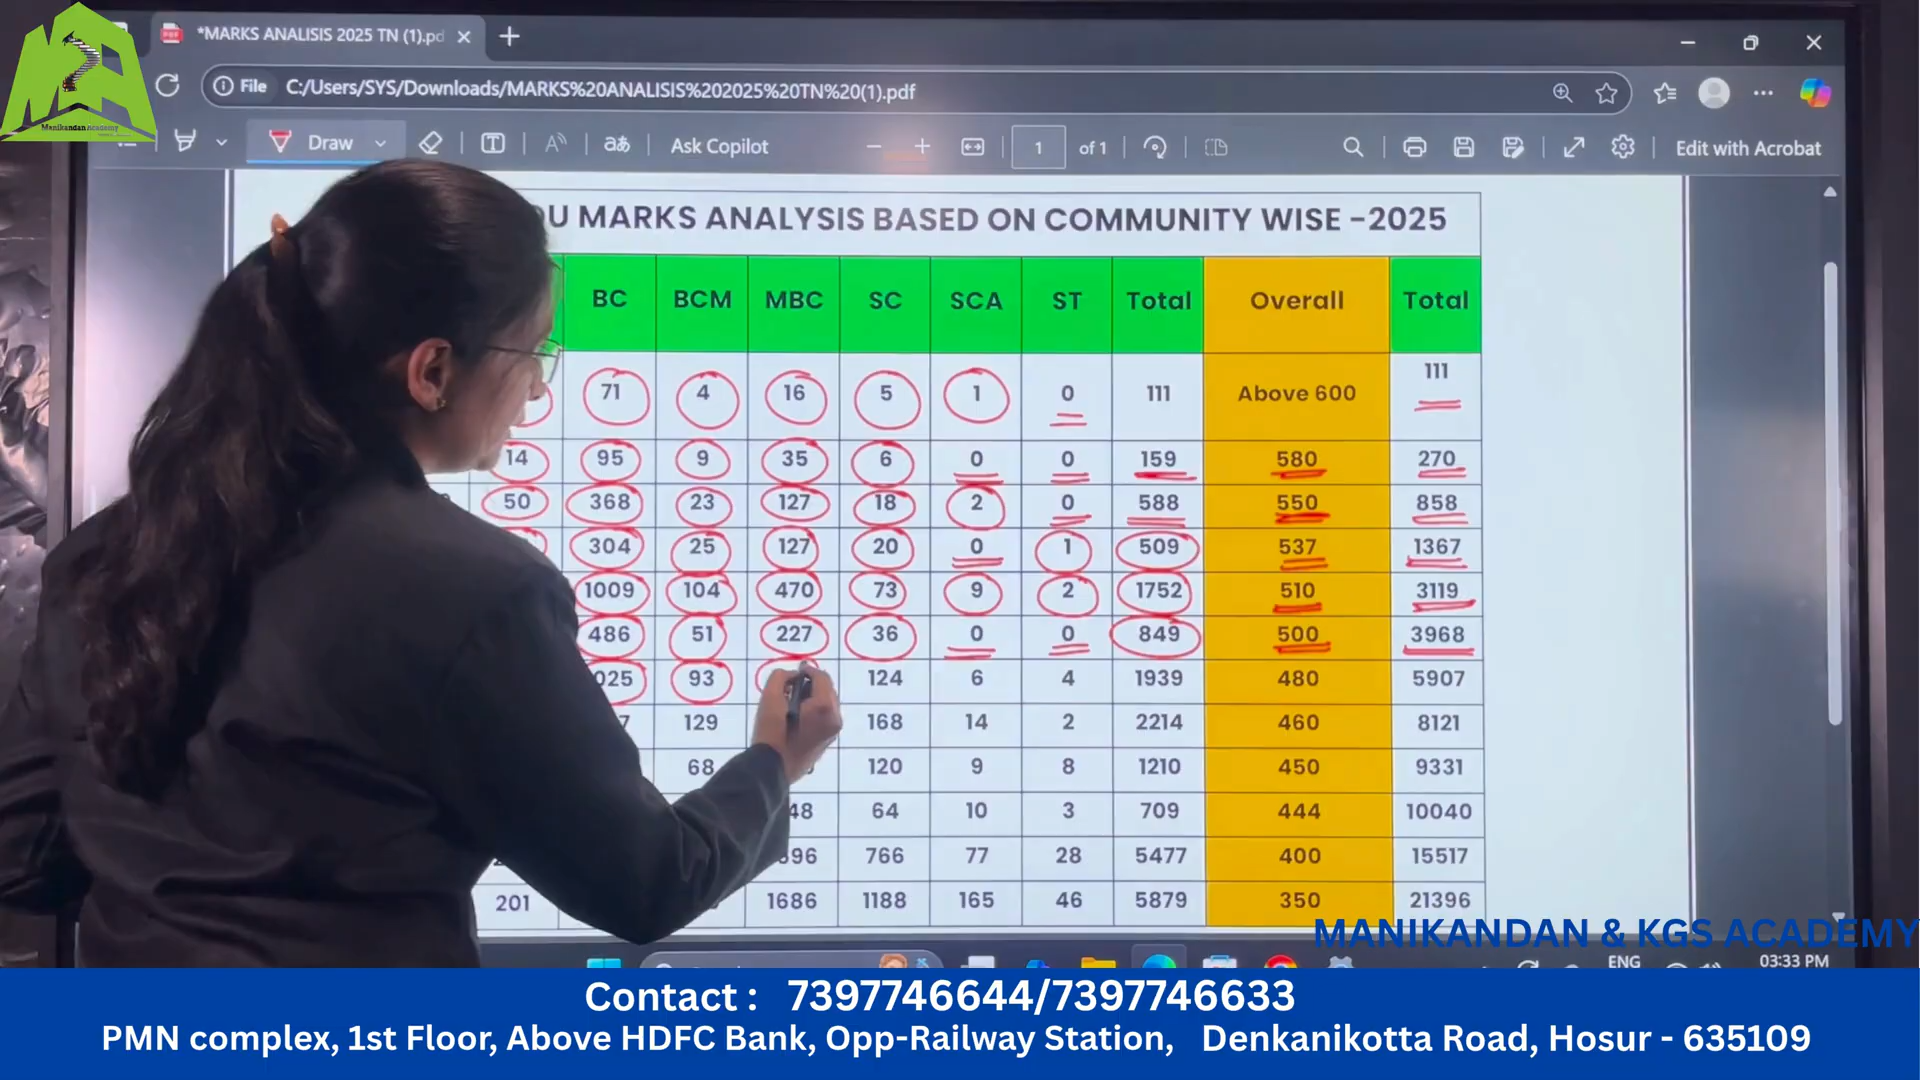 *MARKS ANALISIS 2025 TN (1).pd
File C:/Users/SYS/Downloads/MARKS%20ANALISIS%202025%20TN%20(1).pdf
Manikandan academy
Draw Ask Copilot 1 of 1 Edit with Acrobat
DU MARKS ANALYSIS BASED ON COMMUNITY WISE -2025
BC BCM MBC SC SCA ST Total Overall Total
71 4 16 5 1 0 111 Above 600 111
14 95 9 35 6 0 0 159 580 270
50 368 23 127 18 2 0 588 550 858
304 25 127 20 0 1 509 537 1367
1009 104 470 73 9 2 1752 510 3119
486 51 227 36 0 0 849 500 3968
025 93 124 6 4 1939 480 5907
7 129 168 14 2 2214 460 8121
68 120 9 8 1210 450 9331
48 64 10 3 709 444 10040
96 766 77 28 5477 400 15517
201 1686 1188 165 46 5879 350 21396
MANIKANDAN & KGS ACADEMY
ENG 03:33 PM
Contact : 7397746644/7397746633
PMN complex, 1st Floor, Above HDFC Bank, Opp-Railway Station, Denkanikotta Road, Hosur - 635109